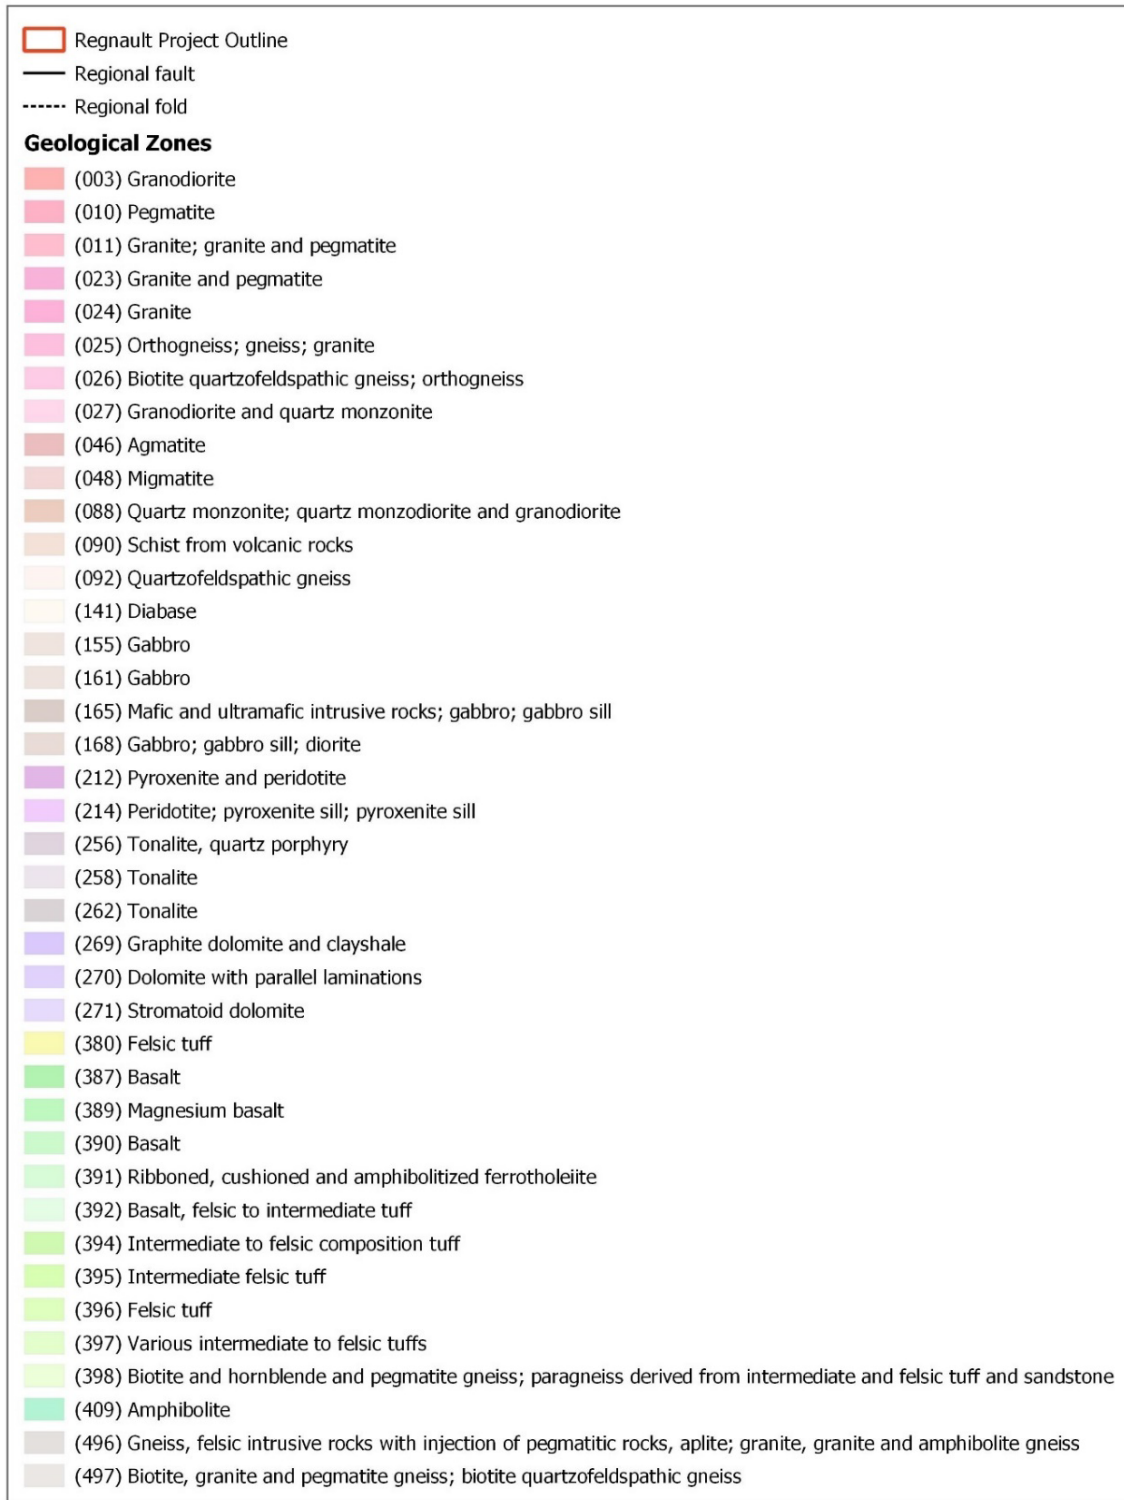 Regnault Project Outline
Regional fault
Regional fold
Geological Zones
(003) Granodiorite
(010) Pegmatite
(011) Granite; granite and pegmatite
(023) Granite and pegmatite
(024) Granite
(025) Orthogneiss; gneiss; granite
(026) Biotite quartzofeldspathic gneiss; orthogneiss
(027) Granodiorite and quartz monzonite
(046) Agmatite
(048) Migmatite
(088) Quartz monzonite; quartz monzodiorite and granodiorite
(090) Schist from volcanic rocks
(092) Quartzofeldspathic gneiss
(141) Diabase
(155) Gabbro
(161) Gabbro
(165) Mafic and ultramafic intrusive rocks; gabbro; gabbro sill
(168) Gabbro; gabbro sill; diorite
(212) Pyroxenite and peridotite
(214) Peridotite; pyroxenite sill; pyroxenite sill
(256) Tonalite, quartz porphyry
(258) Tonalite
(262) Tonalite
(269) Graphite dolomite and clayshale
(270) Dolomite with parallel laminations
(271) Stromatoid dolomite
(380) Felsic tuff
(387) Basalt
(389) Magnesium basalt
(390) Basalt
(391) Ribboned, cushioned and amphibolitized ferrotholeiite
(392) Basalt, felsic to intermediate tuff
(394) Intermediate to felsic composition tuff
(395) Intermediate felsic tuff
(396) Felsic tuff
(397) Various intermediate to felsic tuffs
(398) Biotite and hornblende and pegmatite gneiss; paragneiss derived from intermediate and felsic tuff and sandstone
(409) Amphibolite
(496) Gneiss, felsic intrusive rocks with injection of pegmatitic rocks, aplite; granite, granite and amphibolite gneiss
(497) Biotite, granite and pegmatite gneiss; biotite quartzofeldspathic gneiss